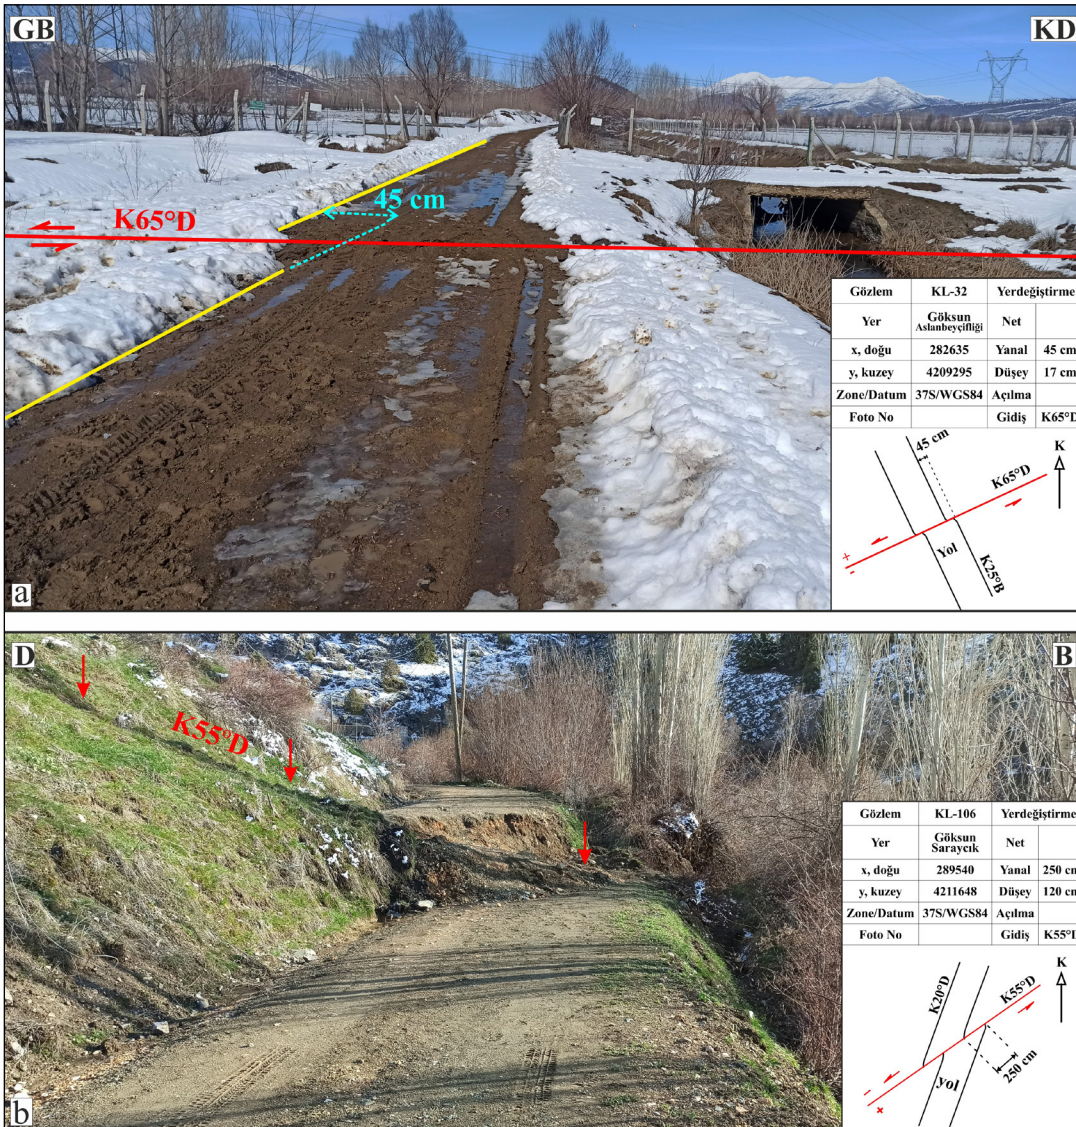 GB
KD
45 cm
K65°D
Gözlem KL-32 Yerdeğiştirme
Yer Göksun Aslanbeyçifliği Net
x, doğu 282635 Yanal 45 cm
y, kuzey 4209295 Düşey 17 cm
Zone/Datum 37S/WGS84 Açılma
Foto No Gidiş K65°D
45 cm
K
K65°D
+
-
Yol
K25°B
a
D
B
K55°D
Gözlem KL-106 Yerdeğiştirme
Yer Göksun Saraycık Net
x, doğu 289540 Yanal 250 cm
y, kuzey 4211648 Düşey 120 cm
Zone/Datum 37S/WGS84 Açılma
Foto No Gidiş K55°D
K
K20°D
K55°D
-
+
yol
250 cm
b